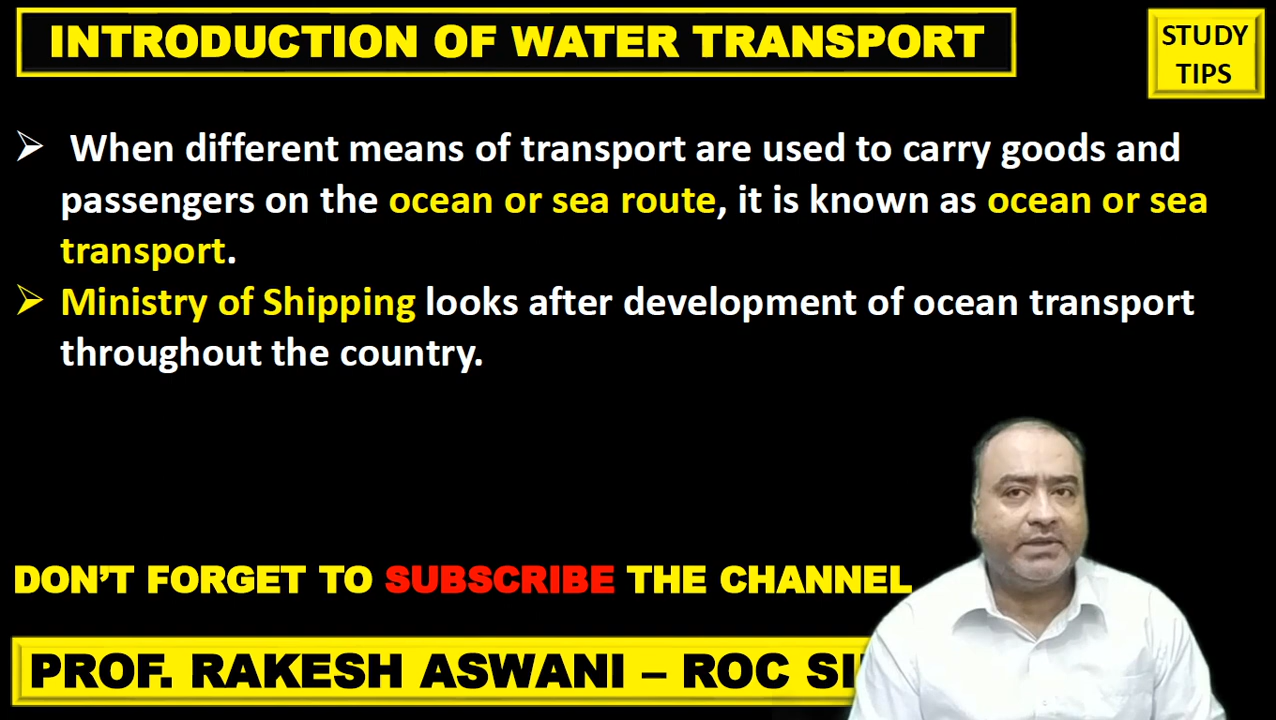 INTRODUCTION OF WATER TRANSPORT
STUDY
TIPS
➢ When different means of transport are used to carry goods and
passengers on the ocean or sea route, it is known as ocean or sea
transport.
➢ Ministry of Shipping looks after development of ocean transport
throughout the country.
DON’T FORGET TO SUBSCRIBE THE CHANNEL
PROF. RAKESH ASWANI – ROC